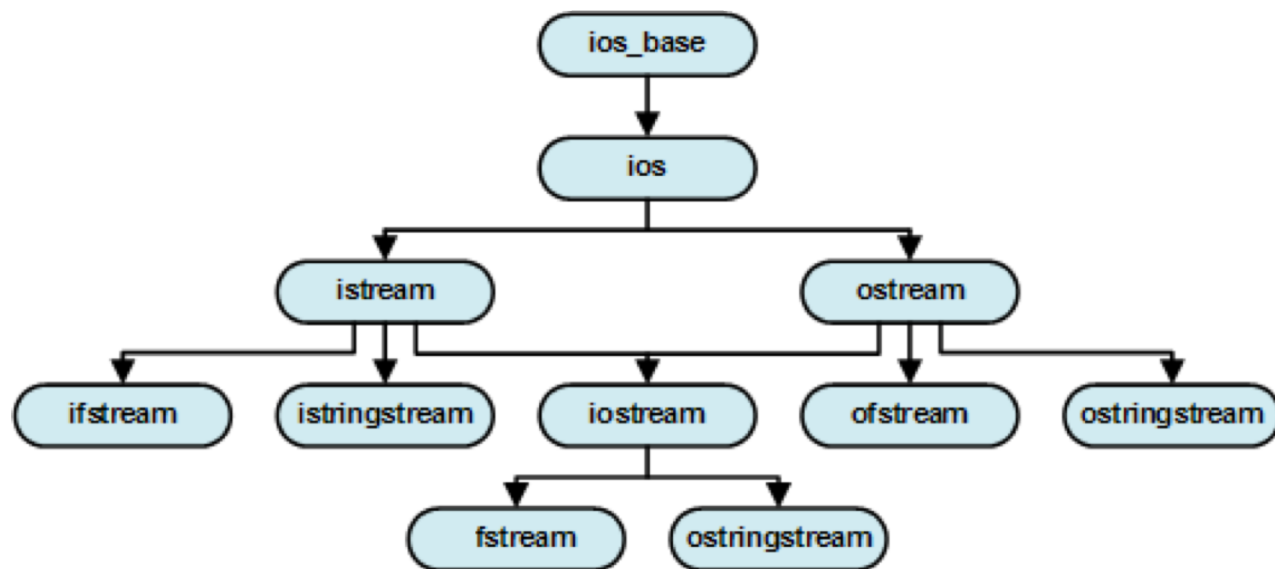 ios_base
ios
istream
ostream
ifstream
istringstream
iostream
ofstream
ostringstream
fstream
ostringstream